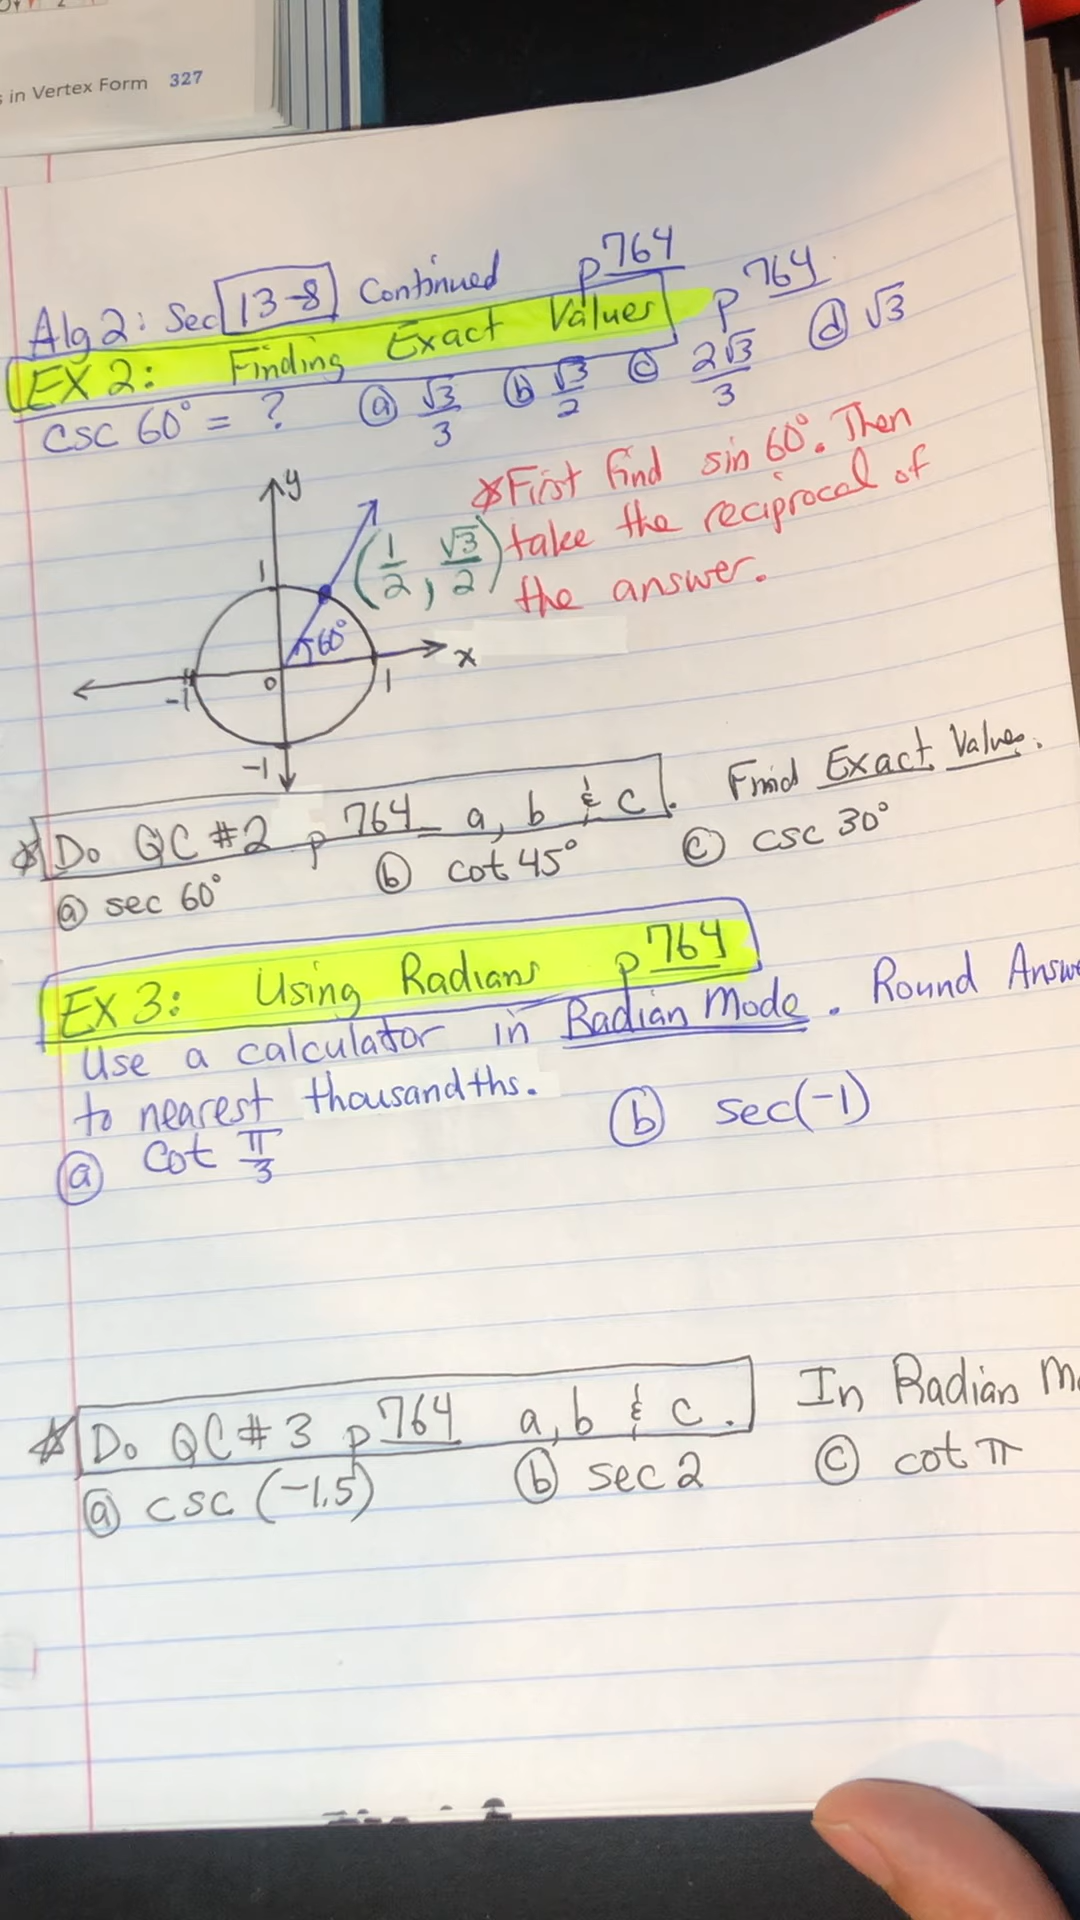 in Vertex Form 327
Alg 2: Sec 13-8 Continued p 764
EX 2: Finding Exact Values p 764
csc 60° = ? ⓐ √3/3 ⓑ √3/2 ⓒ 2√3/3 ⓓ √3
y
*First find sin 60°. Then
(1/2, √3/2) take the reciprocal of
the answer.
1
60°
x
-1 0 1
-1
*Do QC #2 p 764 a, b & c. Find Exact Values.
ⓐ sec 60° ⓑ cot 45° ⓒ csc 30°
EX 3: Using Radians p 764
Use a calculator in Radian Mode. Round Answe
to nearest thousandths.
ⓐ Cot π/3 ⓑ sec(-1)
*Do QC # 3 p 764 a, b & c. In Radian M
ⓐ csc (-1.5) ⓑ sec 2 ⓒ cot π